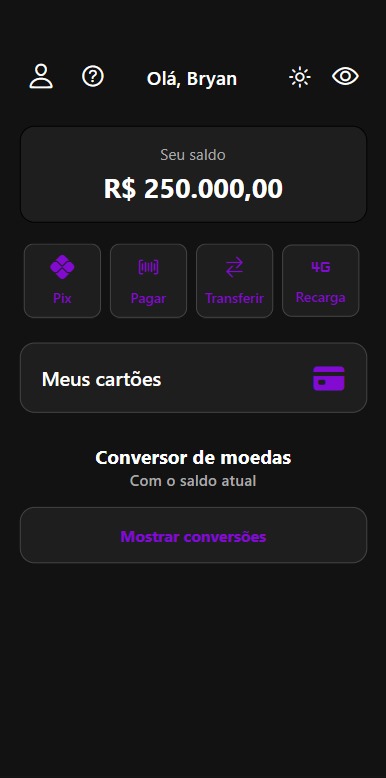 Olá, Bryan
Seu saldo
R$ 250.000,00
Pix
Pagar
Transferir
4G
Recarga
Meus cartões
Conversor de moedas
Com o saldo atual
Mostrar conversões